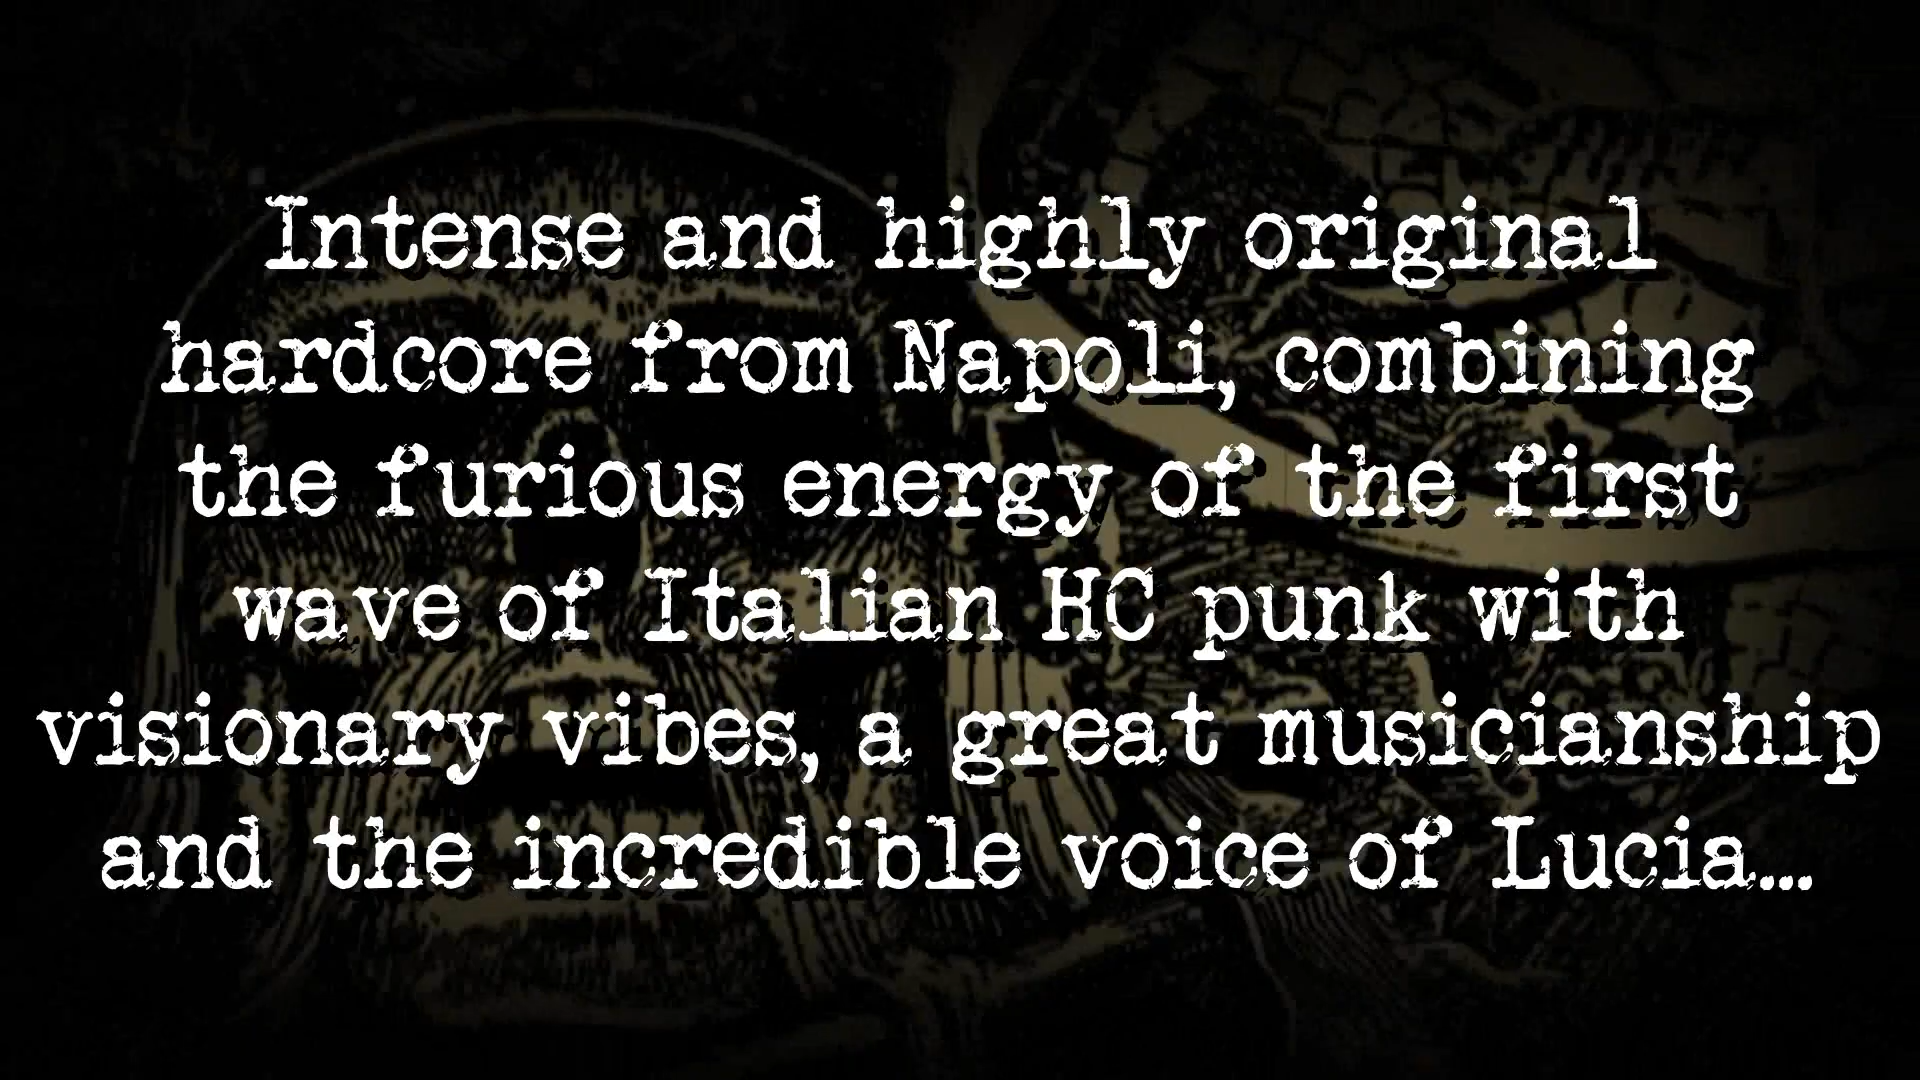 Intense and highly original
hardcore from Napoli, combining
the furious energy of the first
wave of Italian HC punk with
visionary vibes, a great musicianship
and the incredible voice of Lucia...